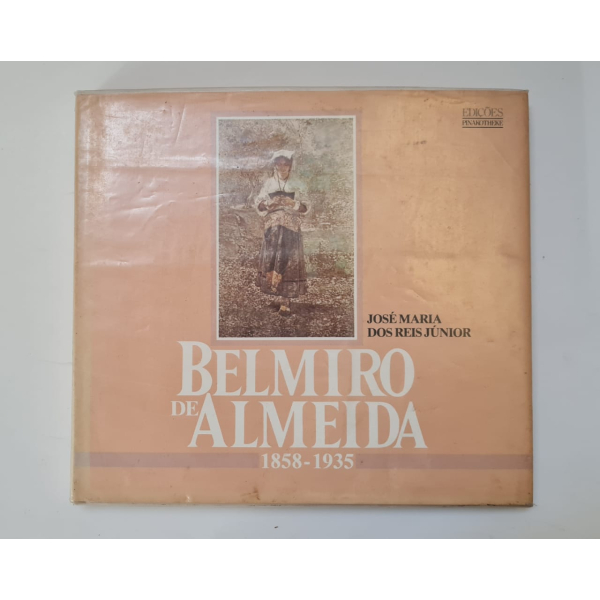 EDIÇÕES
PINAKOTHEKE
JOSÉ MARIA
DOS REIS JÚNIOR
BELMIRO
DE ALMEIDA
1858-1935